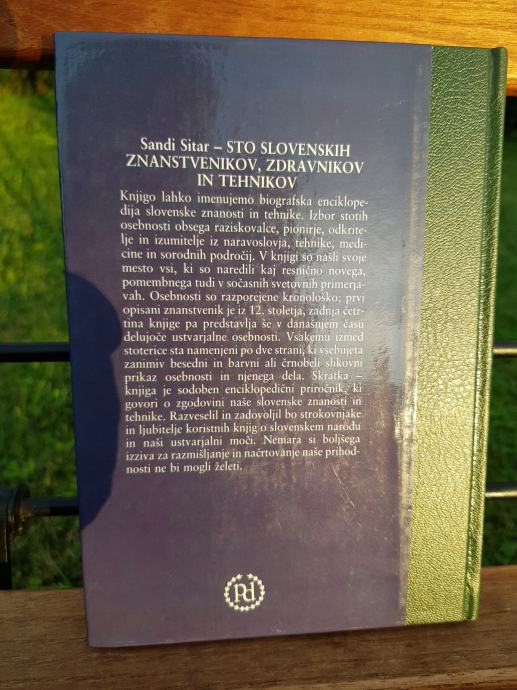 Sandi Sitar – STO SLOVENSKIH
ZNANSTVENIKOV, ZDRAVNIKOV
IN TEHNIKOV
Knjigo lahko imenujemo biografska enciklope-
dija slovenske znanosti in tehnike. Izbor stotih
osebnosti obsega raziskovalce, pionirje, odkrite-
lje in izumitelje iz naravoslovja, tehnike, medi-
cine in sorodnih področij. V knjigi so našli svoje
mesto vsi, ki so naredili kaj resnično novega,
pomembnega tudi v sočasnih svetovnih primerja-
vah. Osebnosti so razporejene kronološko; prvi
opisani znanstvenik je iz 12. stoletja, zadnja četr-
tina knjige pa predstavlja še v današnjem času
delujoče ustvarjalne osebnosti. Vsakemu izmed
stoterice sta namenjeni po dve strani, ki vsebujeta
zanimiv besedni in barvni ali črnobeli slikovni
prikaz osebnosti in njenega dela. Skratka –
knjiga je sodoben enciklopedični priročnik, ki
govori o zgodovini naše slovenske znanosti in
tehnike. Razveselil in zadovoljil bo strokovnjake
in ljubitelje koristnih knjig o slovenskem narodu
in naši ustvarjalni moči. Nemara si boljšega
izziva za razmišljanje in načrtovanje naše prihod-
nosti ne bi mogli želeti.
Pd